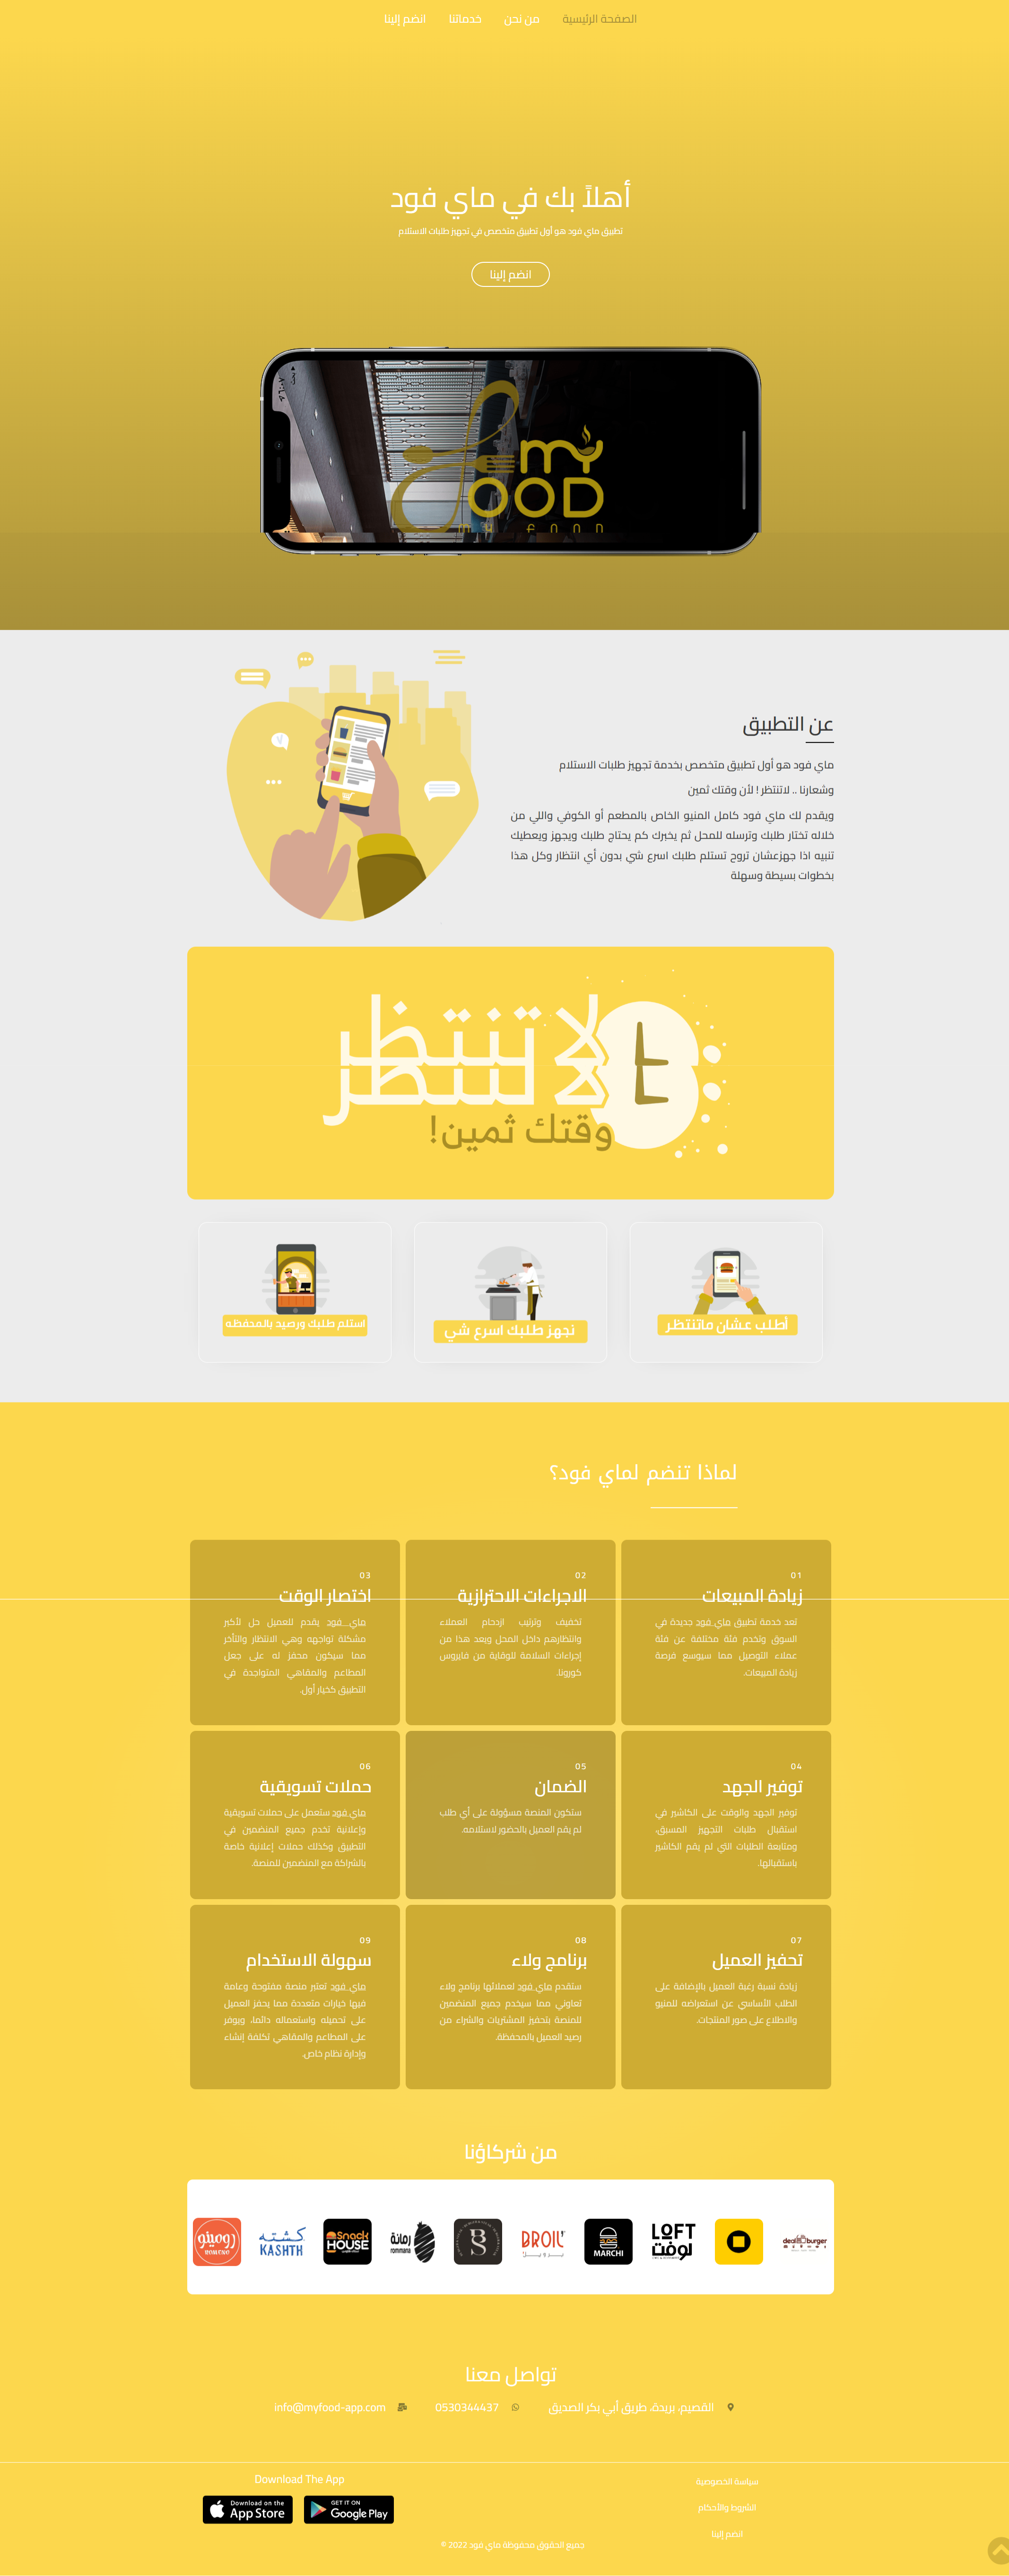 الصفحة الرئيسية
من نحن
خدماتنا
انضم إلينا
أهلاً بك في ماي فود
تطبيق ماي فود هو أول تطبيق متخصص في تجهيز طلبات الاستلام
انضم إلينا
my
FOOD
عن التطبيق
ماي فود هو أول تطبيق متخصص بخدمة تجهيز طلبات الاستلام
وشعارنا .. لاتنتظر ! لأن وقتك ثمين
ويقدم لك ماي فود كامل المنيو الخاص بالمطعم أو الكوفي واللي من
خلاله تختار طلبك وترسله للمحل ثم يخبرك كم يحتاج طلبك ويجهز ويعطيك
تنبيه اذا جهزعشان تروح تستلم طلبك اسرع شي بدون أي انتظار وكل هذا
بخطوات بسيطة وسهلة
لا تنتظر
وقتك ثمين!
أطلب عشان ماتنتظر
نجهز طلبك اسرع شي
استلم طلبك ورصيد بالمحفظه
لماذا تنضم لماي فود؟
01
زيادة المبيعات
تعد خدمة تطبيق ماي فود جديدة في
السوق وتخدم فئة مختلفة عن فئة
عملاء التوصيل مما سيوسع فرصة
زيادة المبيعات.
02
الاجراءات الاحترازية
تخفيف وترتيب ازدحام العملاء
وانتظارهم داخل المحل ويعد هذا من
إجراءات السلامة للوقاية من فايروس
كورونا.
03
اختصار الوقت
ماي فود يقدم للعميل حل لأكبر
مشكلة تواجهه وهي الانتظار والتأخر
مما سيكون محفز له على جعل
المطاعم والمقاهي المتواجدة في
التطبيق كخيار أول.
04
توفير الجهد
توفير الجهد والوقت على الكاشير في
استقبال طلبات التجهيز المسبق،
ومتابعة الطلبات التي لم يقم الكاشير
باستقبالها.
05
الضمان
ستكون المنصة مسؤولة على أي طلب
لم يقم العميل بالحضور لاستلامه.
06
حملات تسويقية
ماي فود ستعمل على حملات تسويقية
وإعلانية تخدم جميع المنضمين في
التطبيق وكذلك حملات إعلانية خاصة
بالشراكة مع المنضمين للمنصة.
07
تحفيز العميل
زيادة نسبة رغبة العميل بالإضافة على
الطلب الأساسي عن استعراضه للمنيو
والاطلاع على صور المنتجات.
08
برنامج ولاء
ستقدم ماي فود لعملائها برنامج ولاء
تعاوني مما سيخدم جميع المنضمين
للمنصة بتحفيز المشتريات والشراء من
رصيد العميل بالمحفظة.
09
سهولة الاستخدام
ماي فود تعتبر منصة مفتوحة وعامة
فيها خيارات متعددة مما يحفز العميل
على تحميله واستعماله دائما، ويوفر
على المطاعم والمقاهي تكلفة إنشاء
وإدارة نظام خاص.
من شركاؤنا
deal burger
LOFT
لوفت
MARCHI
BROIL
برويل
رمانة
rommana
Snack
HOUSE
كشته
KASHTH
رومينو
تواصل معنا
القصيم، بريدة، طريق أبي بكر الصديق
0530344437
info@myfood-app.com
سياسة الخصوصية
الشروط والأحكام
انضم إلينا
Download The App
Download on the
App Store
GET IT ON
Google Play
جميع الحقوق محفوظة ماي فود 2022 ©